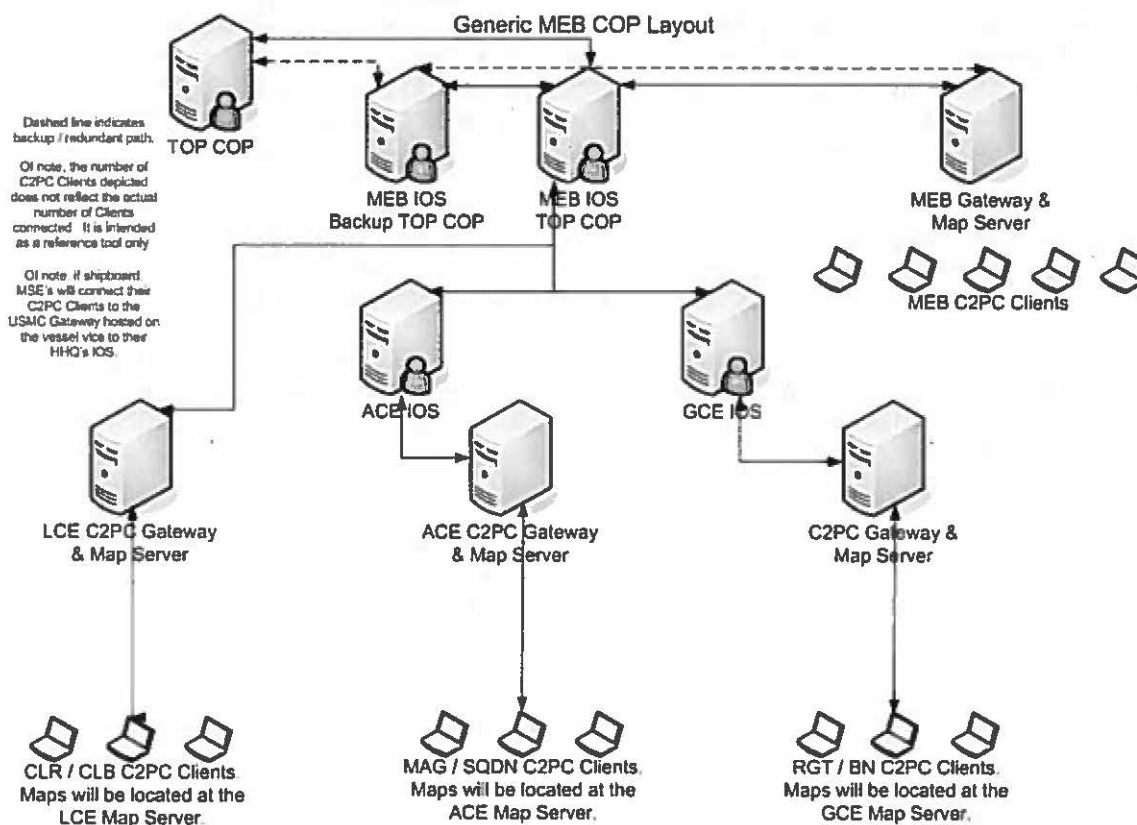 Generic MEB COP Layout
TOP COP
Dashed line indicates
backup / redundant path.
Of note, the number of
C2PC Clients depicted
does not reflect the actual
number of Clients
connected. It is intended
as a reference tool only
Of note, if shipboard
MSE's will connect their
C2PC Clients to the
USMC Gateway hosted on
the vessel vice to their
HHQ's IOS.
MEB IOS
Backup TOP COP
MEB IOS
TOP COP
MEB Gateway &
Map Server
MEB C2PC Clients
ACE IOS
GCE IOS
LCE C2PC Gateway
& Map Server
ACE C2PC Gateway
& Map Server
C2PC Gateway &
Map Server
CLR / CLB C2PC Clients.
Maps will be located at the
LCE Map Server.
MAG / SQDN C2PC Clients.
Maps will be located at the
ACE Map Server.
RGT / BN C2PC Clients.
Maps will be located at the
GCE Map Server.